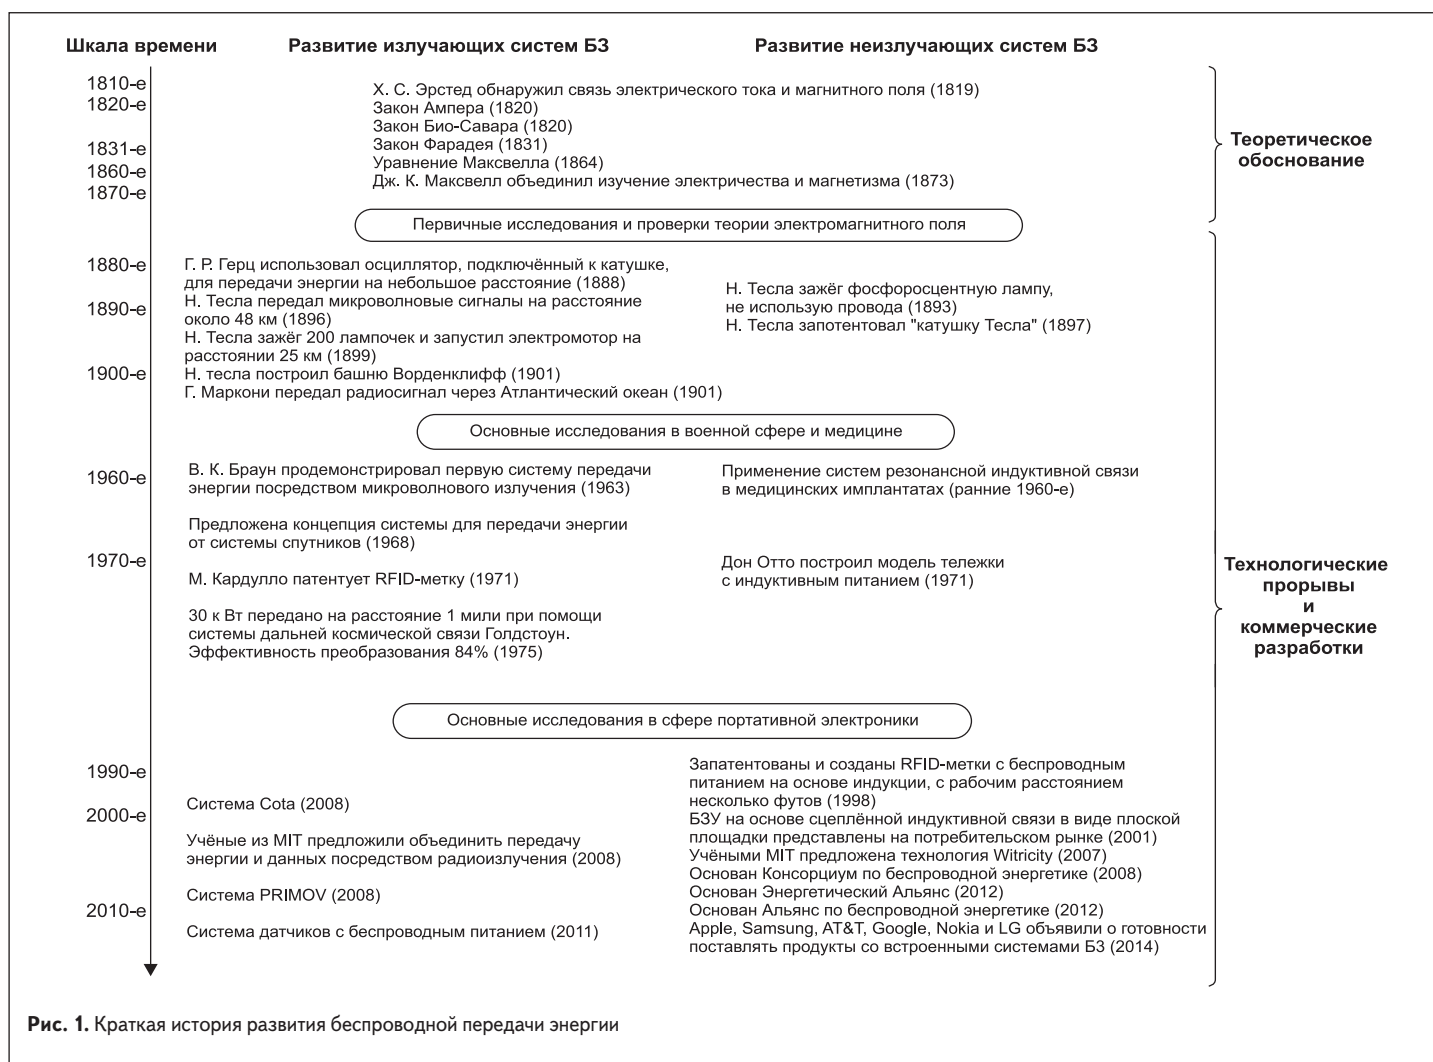 Шкала времени
Развитие излучающих систем БЗ
Развитие неизлучающих систем БЗ
1810-е
1820-е
1831-е
1860-е
1870-е
Х. С. Эрстед обнаружил связь электрического тока и магнитного поля (1819)
Закон Ампера (1820)
Закон Био-Савара (1820)
Закон Фарадея (1831)
Уравнение Максвелла (1864)
Дж. К. Максвелл объединил изучение электричества и магнетизма (1873)
Теоретическое
обоснование
Первичные исследования и проверки теории электромагнитного поля
1880-е
1890-е
1900-е
Г. Р. Герц использовал осциллятор, подключённый к катушке,
для передачи энергии на небольшое расстояние (1888)
Н. Тесла передал микроволновые сигналы на расстояние
около 48 км (1896)
Н. Тесла зажёг 200 лампочек и запустил электромотор на
расстоянии 25 км (1899)
Н. тесла построил башню Ворденклифф (1901)
Г. Маркони передал радиосигнал через Атлантический океан (1901)
Н. Тесла зажёг фосфоросцентную лампу,
не использую провода (1893)
Н. Тесла запотентовал "катушку Тесла" (1897)
Основные исследования в военной сфере и медицине
1960-е
1970-е
В. К. Браун продемонстрировал первую систему передачи
энергии посредством микроволнового излучения (1963)
Предложена концепция системы для передачи энергии
от системы спутников (1968)
М. Кардулло патентует RFID-метку (1971)
30 к Вт передано на расстояние 1 мили при помощи
системы дальней космической связи Голдстоун.
Эффективность преобразования 84% (1975)
Применение систем резонансной индуктивной связи
в медицинских имплантатах (ранние 1960-е)
Дон Отто построил модель тележки
с индуктивным питанием (1971)
Технологические
прорывы
и
коммерческие
разработки
Основные исследования в сфере портативной электроники
1990-е
2000-е
2010-е
Система Cota (2008)
Учёные из MIT предложили объединить передачу
энергии и данных посредством радиоизлучения (2008)
Система PRIMOV (2008)
Система датчиков с беспроводным питанием (2011)
Запатентованы и созданы RFID-метки с беспроводным
питанием на основе индукции, с рабочим расстоянием
несколько футов (1998)
БЗУ на основе сцеплённой индуктивной связи в виде плоской
площадки представлены на потребительском рынке (2001)
Учёными MIT предложена технология Witricity (2007)
Основан Консорциум по беспроводной энергетике (2008)
Основан Энергетический Альянс (2012)
Основан Альянс по беспроводной энергетике (2012)
Apple, Samsung, AT&T, Google, Nokia и LG объявили о готовности
поставлять продукты со встроенными системами БЗ (2014)
Рис. 1. Краткая история развития беспроводной передачи энергии